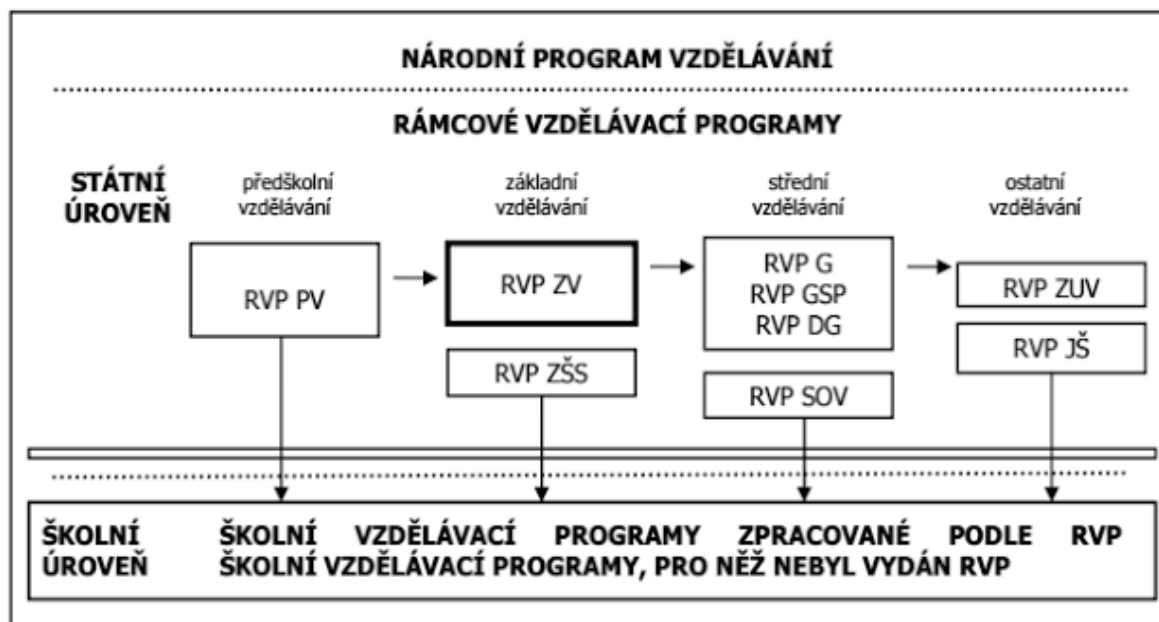 NÁRODNÍ PROGRAM VZDĚLÁVÁNÍ
RÁMCOVÉ VZDĚLÁVACÍ PROGRAMY
STÁTNÍ
ÚROVEŇ
předškolní
vzdělávání
základní
vzdělávání
střední
vzdělávání
ostatní
vzdělávání
RVP PV
RVP ZV
RVP ZŠS
RVP G
RVP GSP
RVP DG
RVP SOV
RVP ZUV
RVP JŠ
ŠKOLNÍ ŠKOLNÍ VZDĚLÁVACÍ PROGRAMY ZPRACOVANÉ PODLE RVP
ÚROVEŇ ŠKOLNÍ VZDĚLÁVACÍ PROGRAMY, PRO NĚŽ NEBYL VYDÁN RVP